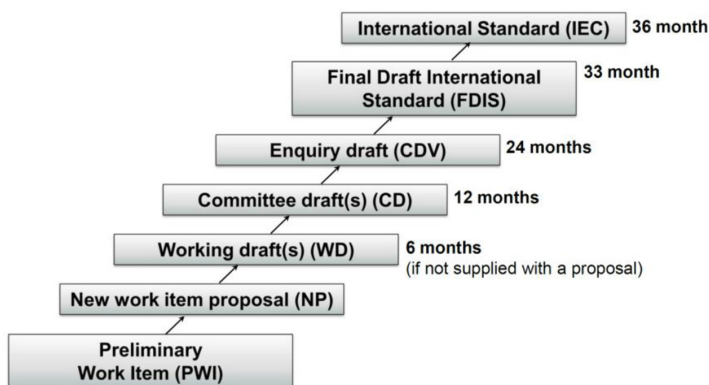 International Standard (IEC) 36 month
Final Draft International
Standard (FDIS)
33 month
Enquiry draft (CDV) 24 months
Committee draft(s) (CD) 12 months
Working draft(s) (WD) 6 months
(if not supplied with a proposal)
New work item proposal (NP)
Preliminary
Work Item (PWI)